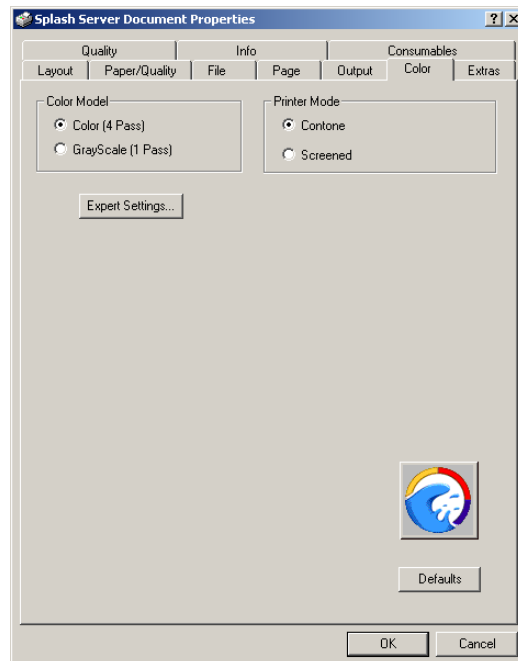 Splash Server Document Properties
Quality Info Consumables
Layout Paper/Quality File Page Output Color Extras
Color Model Printer Mode
Color (4 Pass) Contone
GrayScale (1 Pass) Screened
Expert Settings...
Defaults
OK Cancel